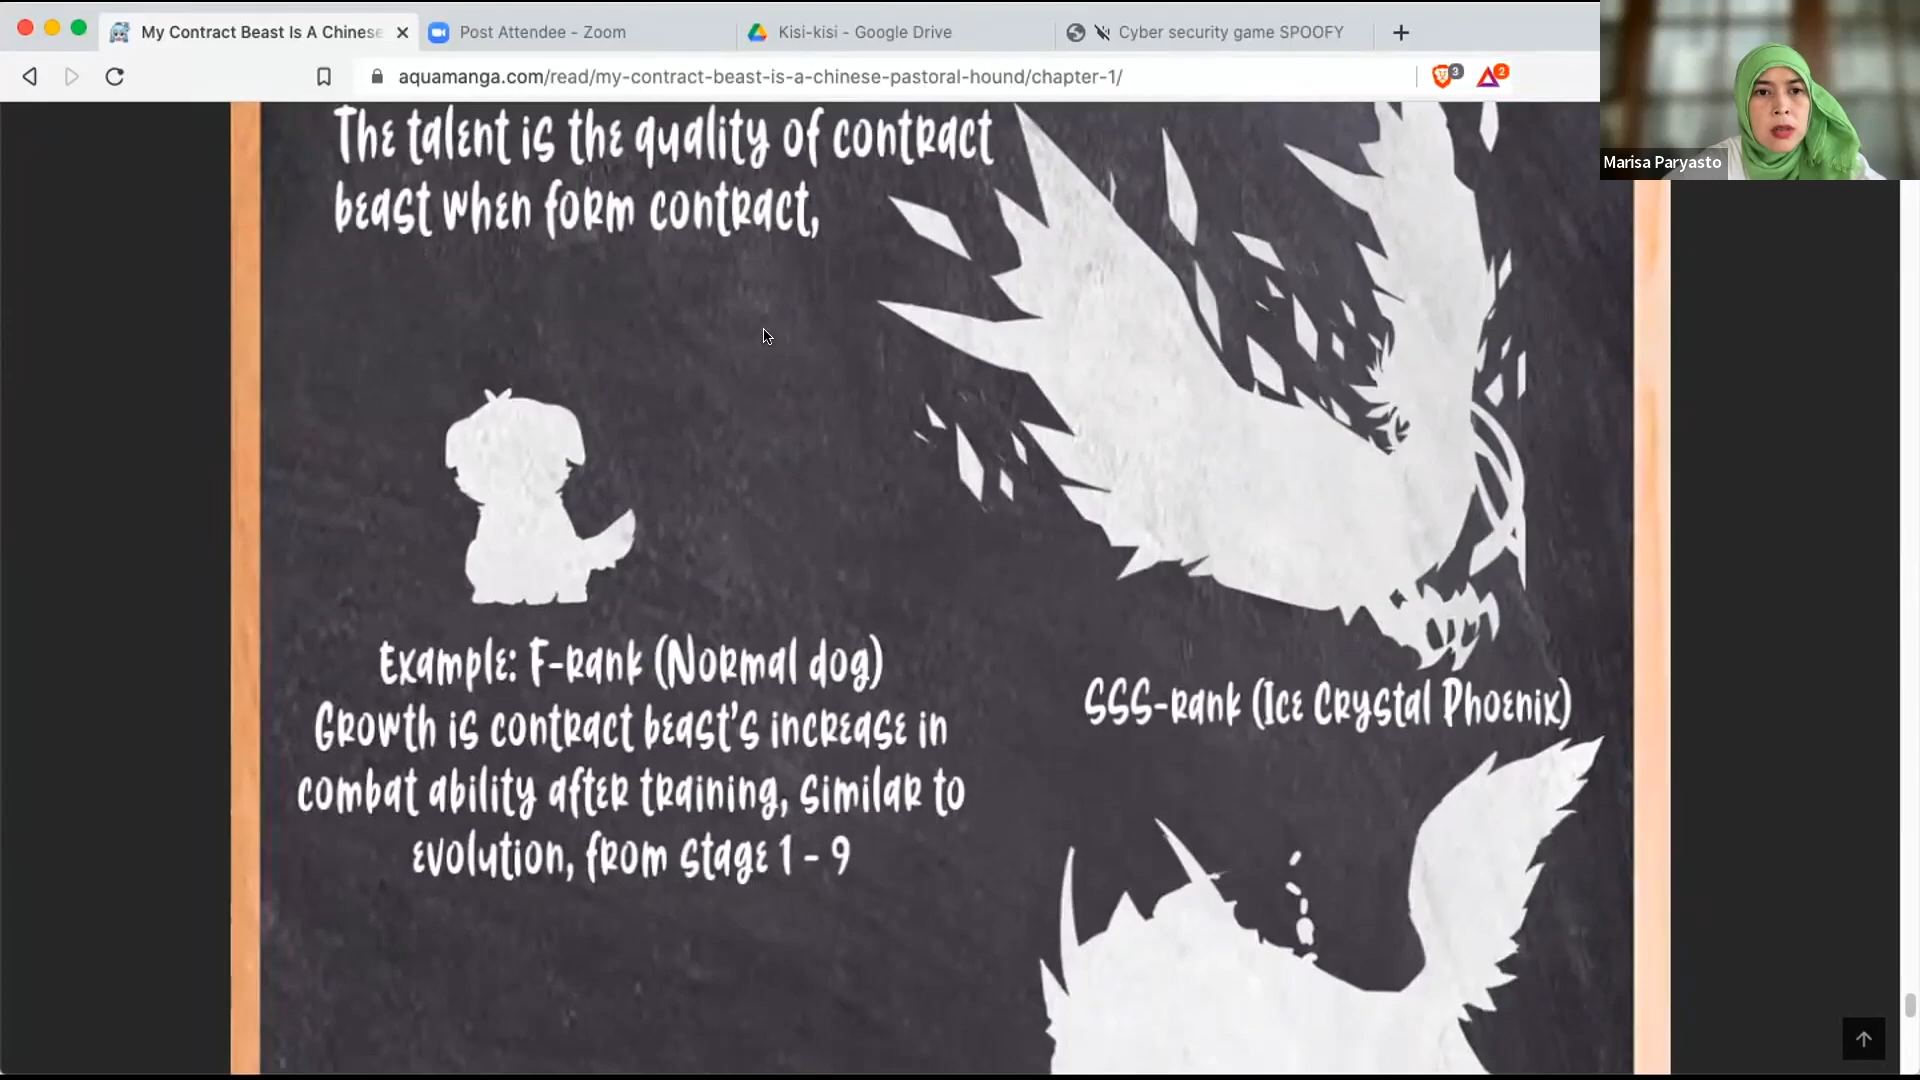 My Contract Beast Is A Chinese
Post Attendee - Zoom
Kisi-kisi - Google Drive
Cyber security game SPOOFY
aquamanga.com/read/my-contract-beast-is-a-chinese-pastoral-hound/chapter-1/
3
2
Marisa Paryasto
The talent is the quality of contract
beast when form contract,
Example: F-rank (Normal dog)
Growth is contract beast's increase in
combat ability after training, similar to
evolution, from stage 1 - 9
SSS-rank (Ice Crystal Phoenix)